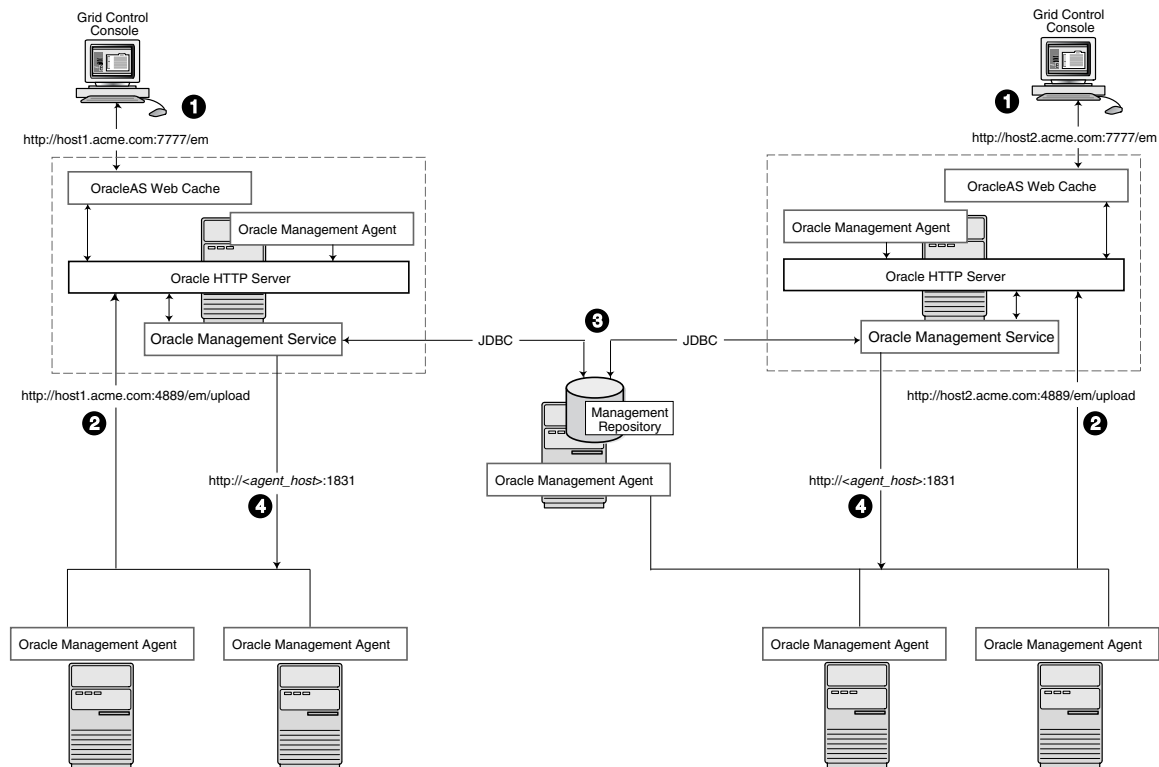 Grid Control
Console
Grid Control
Console
1
1
http://host1.acme.com:7777/em
http://host2.acme.com:7777/em
OracleAS Web Cache
OracleAS Web Cache
Oracle Management Agent
Oracle Management Agent
Oracle HTTP Server
Oracle HTTP Server
3
Oracle Management Service
JDBC
JDBC
Oracle Management Service
http://host1.acme.com:4889/em/upload
http://host2.acme.com:4889/em/upload
2
2
Management
Repository
Oracle Management Agent
http://<agent_host>:1831
http://<agent_host>:1831
4
4
Oracle Management Agent
Oracle Management Agent
Oracle Management Agent
Oracle Management Agent